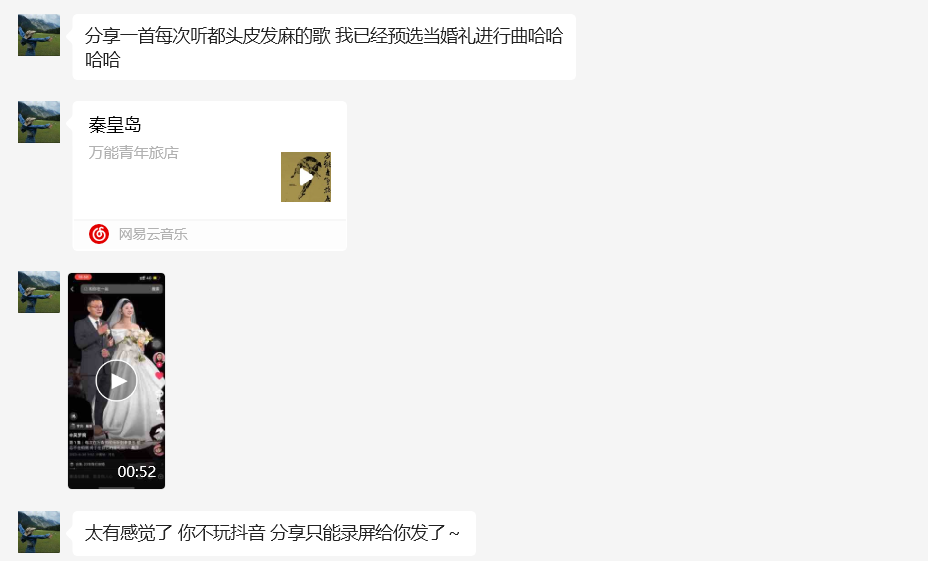 分享一首每次听都头皮发麻的歌 我已经预选当婚礼进行曲哈哈
哈哈
秦皇岛
万能青年旅店
网易云音乐
00:52
太有感觉了 你不玩抖音 分享只能录屏给你发了～